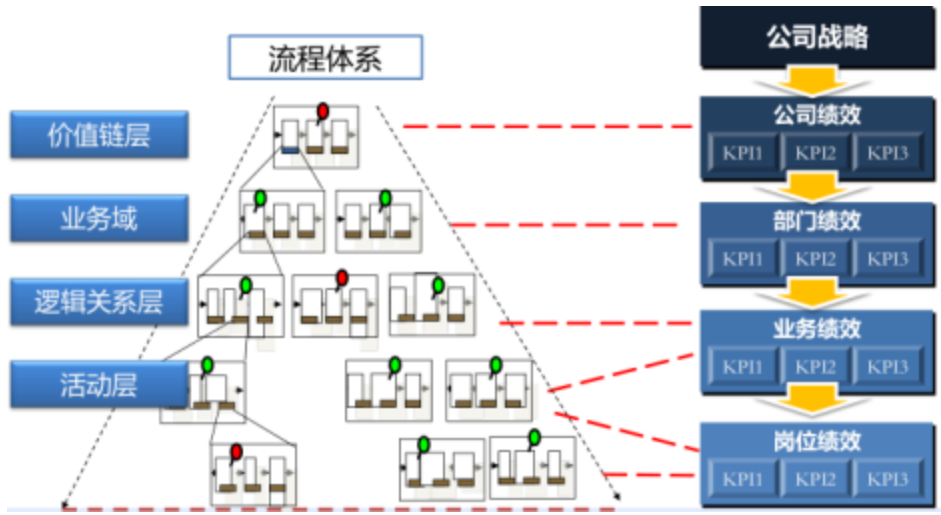 流程体系
价值链层
业务域
逻辑关系层
活动层
公司战略
公司绩效
KPI1 KPI2 KPI3
部门绩效
KPI1 KPI2 KPI3
业务绩效
KPI1 KPI2 KPI3
岗位绩效
KPI1 KPI2 KPI3